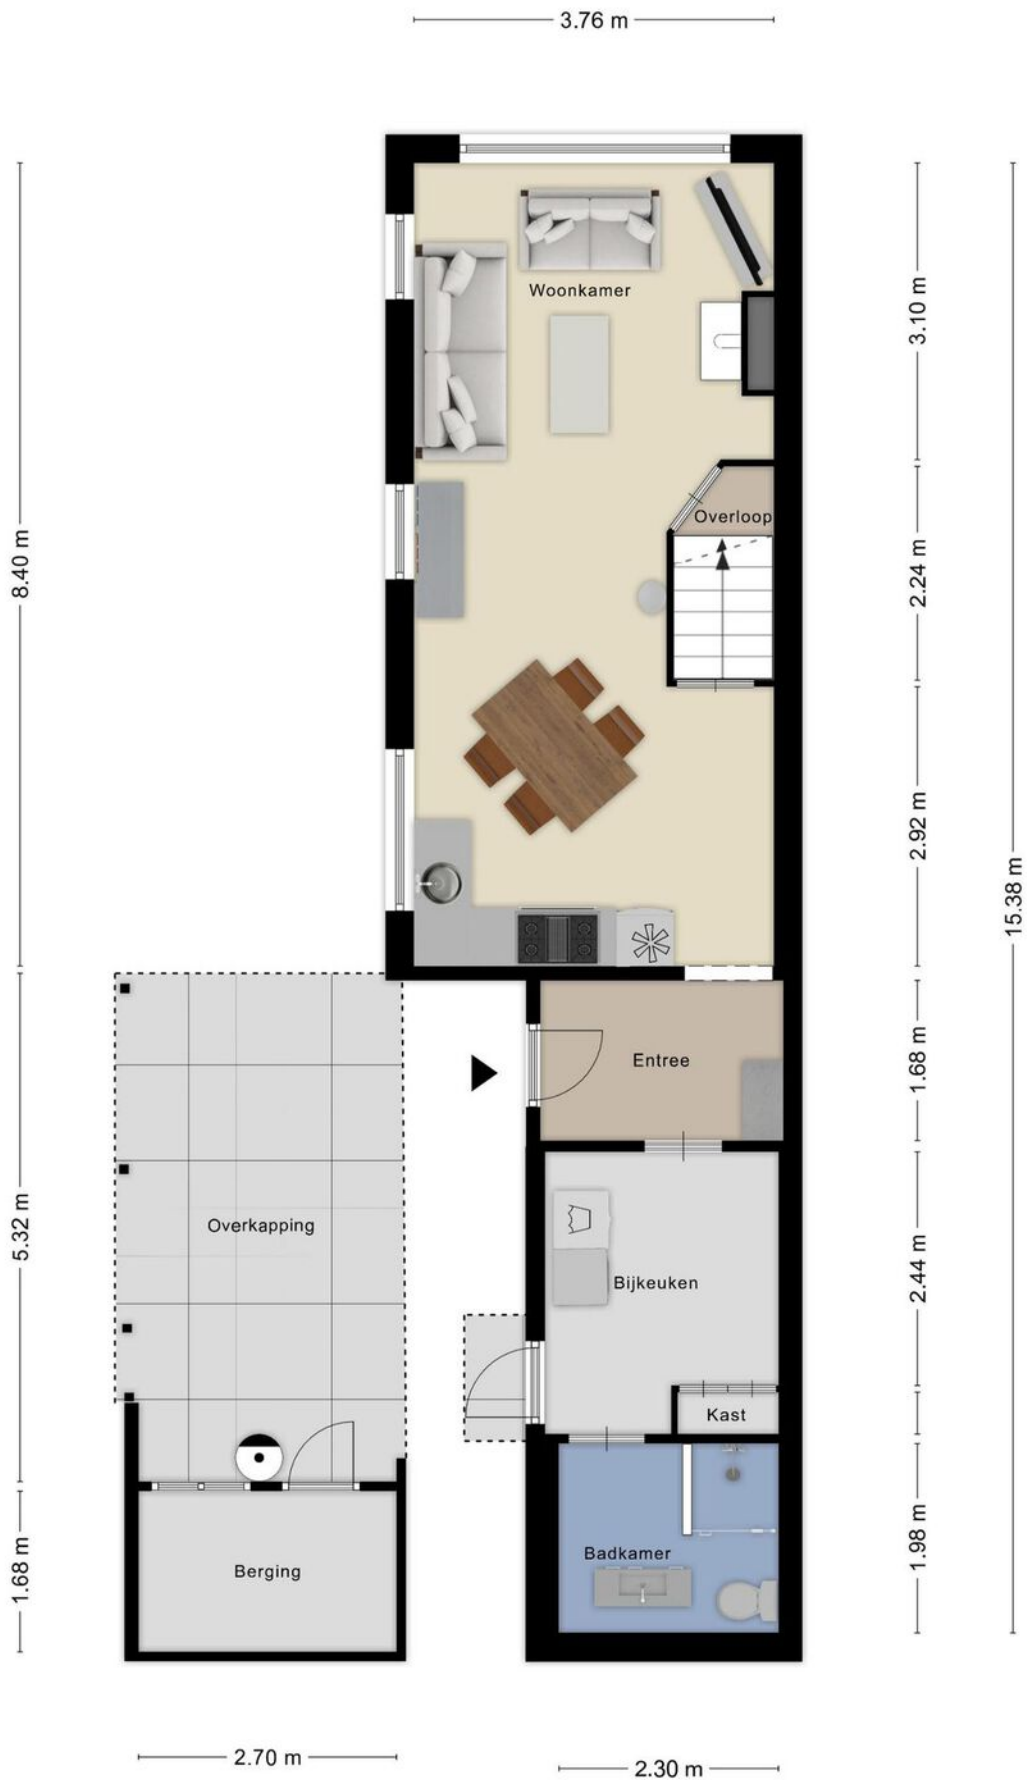 3.76 m
Woonkamer
3.10 m
Overloop
8.40 m
2.24 m
2.92 m
15.38 m
Entree
1.68 m
Overkapping
5.32 m
Bijkeuken
2.44 m
Kast
Badkamer
1.98 m
Berging
1.68 m
2.70 m
2.30 m